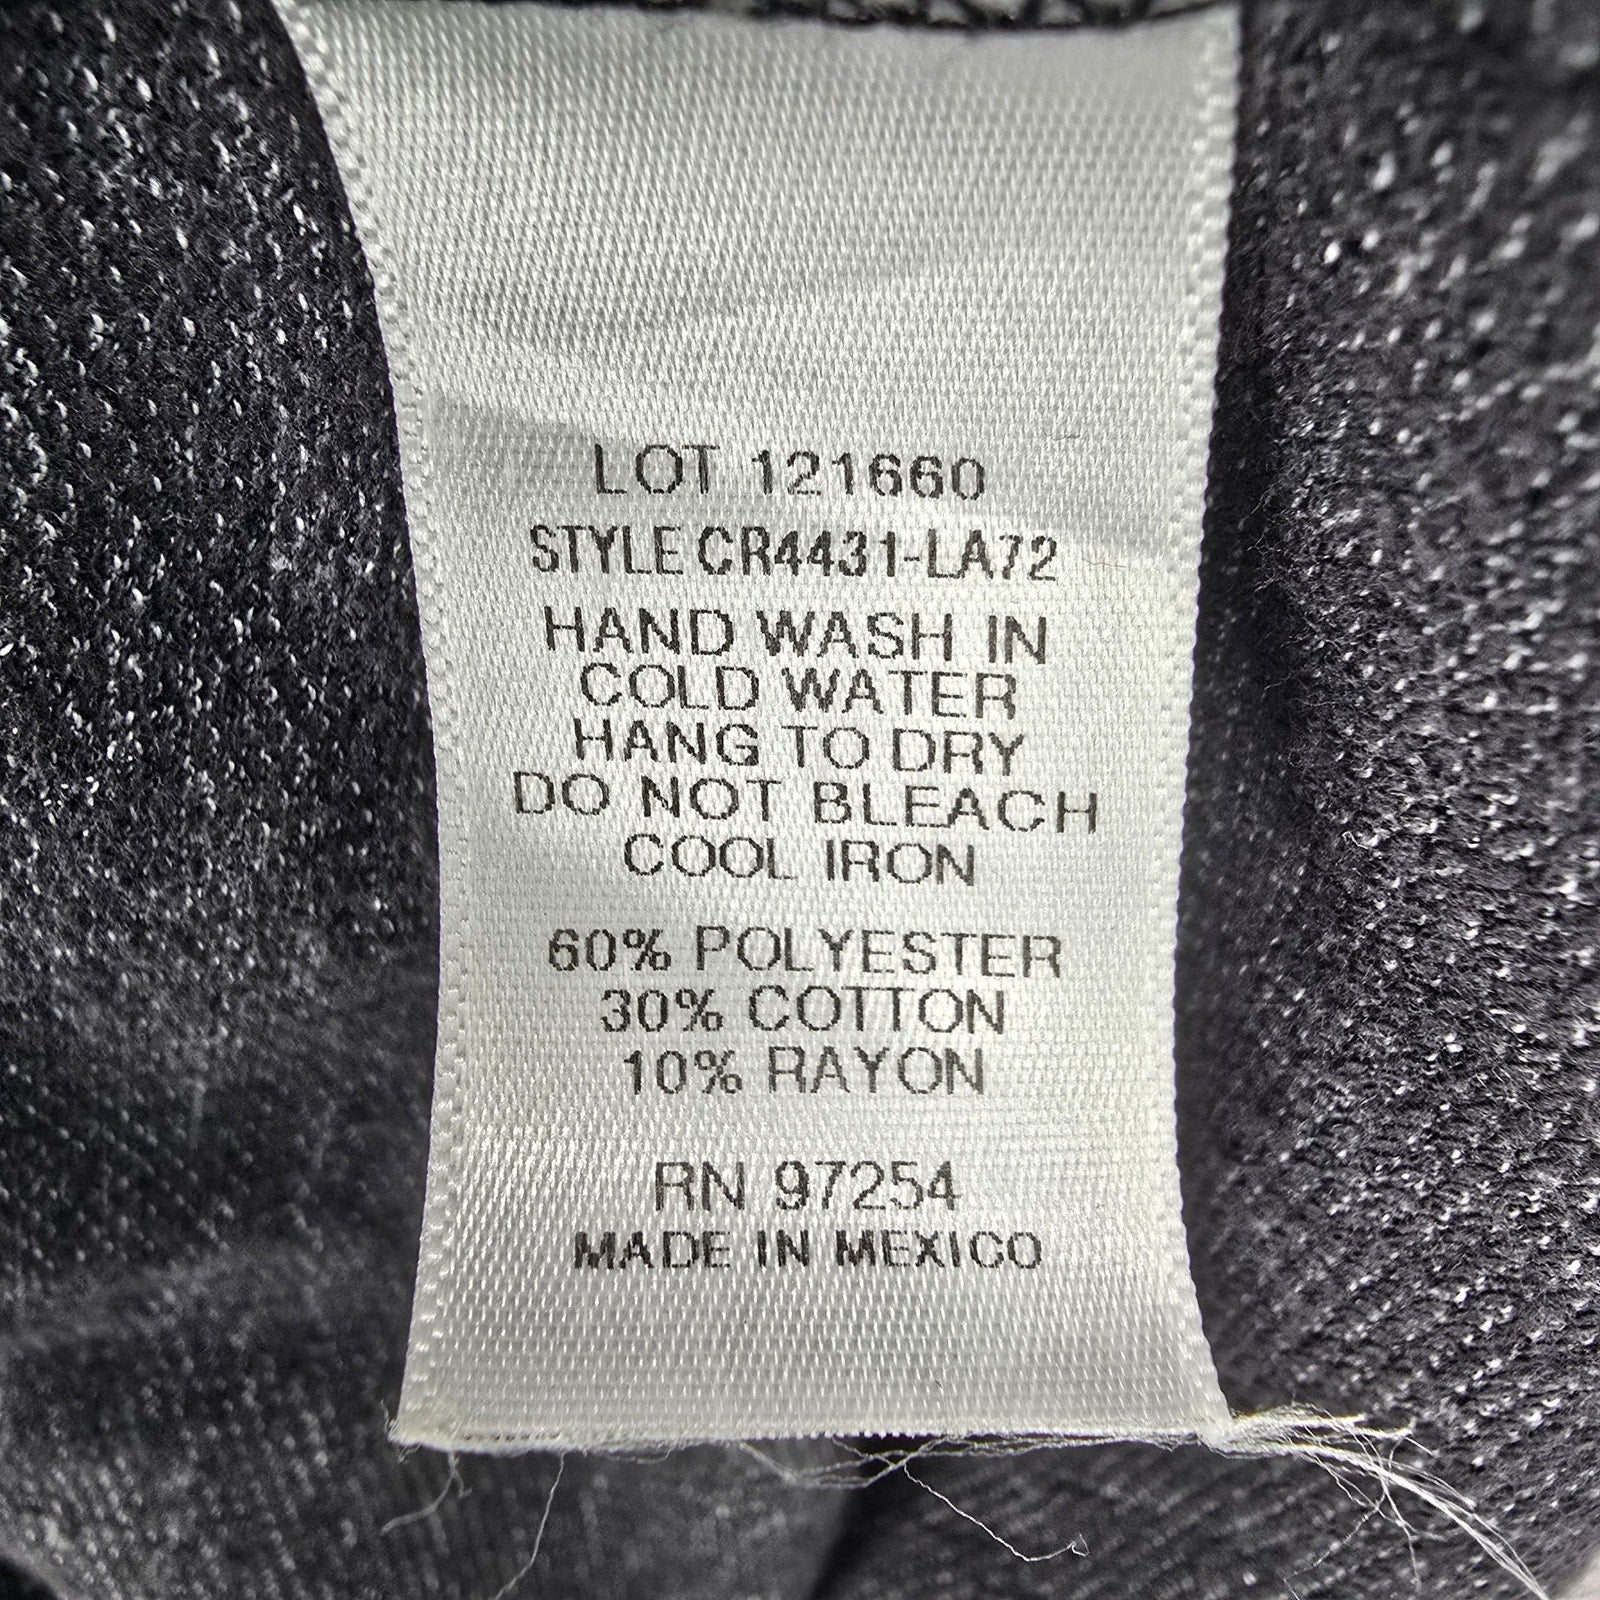 LOT 121660
STYLE CR4431-LA72
HAND WASH IN
COLD WATER
HANG TO DRY
DO NOT BLEACH
COOL IRON
60% POLYESTER
30% COTTON
10% RAYON
RN 97254
MADE IN MEXICO